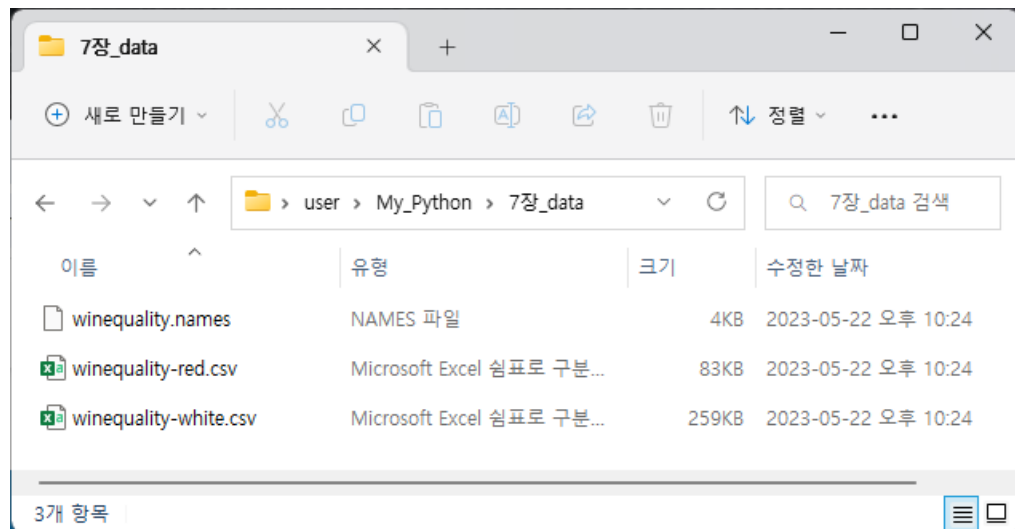 7장_data
새로 만들기
정렬
user > My_Python > 7장_data
7장_data 검색
이름 유형 크기 수정한 날짜
winequality.names NAMES 파일 4KB 2023-05-22 오후 10:24
winequality-red.csv Microsoft Excel 쉼표로 구분... 83KB 2023-05-22 오후 10:24
winequality-white.csv Microsoft Excel 쉼표로 구분... 259KB 2023-05-22 오후 10:24
3개 항목